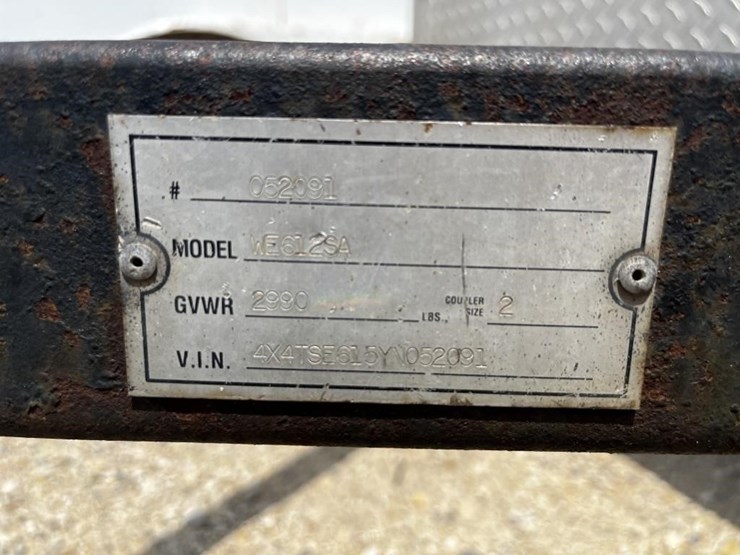 # 052091
MODEL WE612SA
GVWR 2990 LBS. COUPLER SIZE 2
V.I.N. 4X4TSE615YN052091